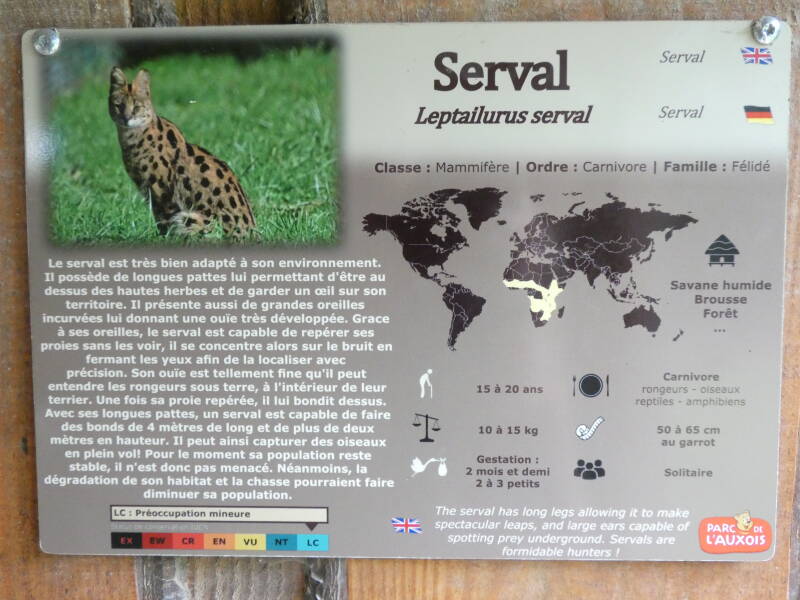 Serval
Leptailurus serval
Serval
Serval
Classe : Mammifère | Ordre : Carnivore | Famille : Félidé
Le serval est très bien adapté à son environnement.
Il possède de longues pattes lui permettant d'être au
dessus des hautes herbes et de garder un œil sur son
territoire. Il présente aussi de grandes oreilles
incurvées lui donnant une ouïe très développée. Grace
à ses oreilles, le serval est capable de repérer ses
proies sans les voir, il se concentre alors sur le bruit en
fermant les yeux afin de la localiser avec
précision. Son ouïe est tellement fine qu'il peut
entendre les rongeurs sous terre, à l'intérieur de leur
terrier. Une fois sa proie repérée, il lui bondit dessus.
Avec ses longues pattes, un serval est capable de faire
des bonds de 4 mètres de long et de plus de deux
mètres en hauteur. Il peut ainsi capturer des oiseaux
en plein vol! Pour le moment sa population reste
stable, il n'est donc pas menacé. Néanmoins, la
dégradation de son habitat et la chasse pourraient faire
diminuer sa population.
LC : Préoccupation mineure
Statut de conservation IUCN
EX EW CR EN VU NT LC
Savane humide
Brousse
Forêt
...
15 à 20 ans
Carnivore
rongeurs - oiseaux
reptiles - amphibiens
10 à 15 kg
50 à 65 cm
au garrot
Gestation :
2 mois et demi
2 à 3 petits
Solitaire
The serval has long legs allowing it to make
spectacular leaps, and large ears capable of
spotting prey underground. Servals are
formidable hunters !
PARC DE
L'AUXOIS